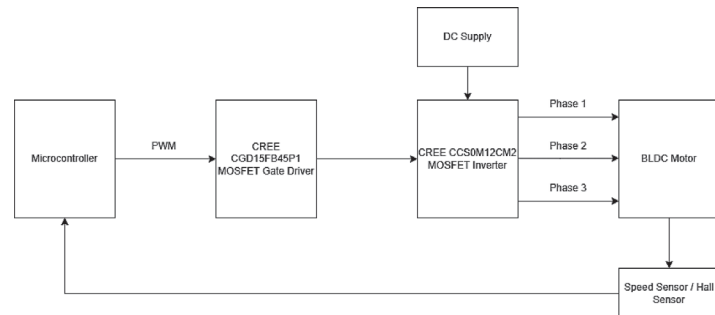 DC Supply
Phase 1
Microcontroller
PWM
CREE
CGD15FB45P1
MOSFET Gate Driver
CREE CCS0M12CM2
MOSFET Inverter
Phase 2
BLDC Motor
Phase 3
Speed Sensor / Hall
Sensor